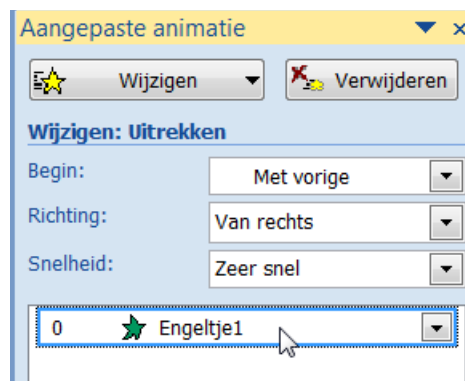 Aangepaste animatie
Wijzigen Verwijderen
Wijzigen: Uitrekken
Begin: Met vorige
Richting: Van rechts
Snelheid: Zeer snel
0 Engeltje1